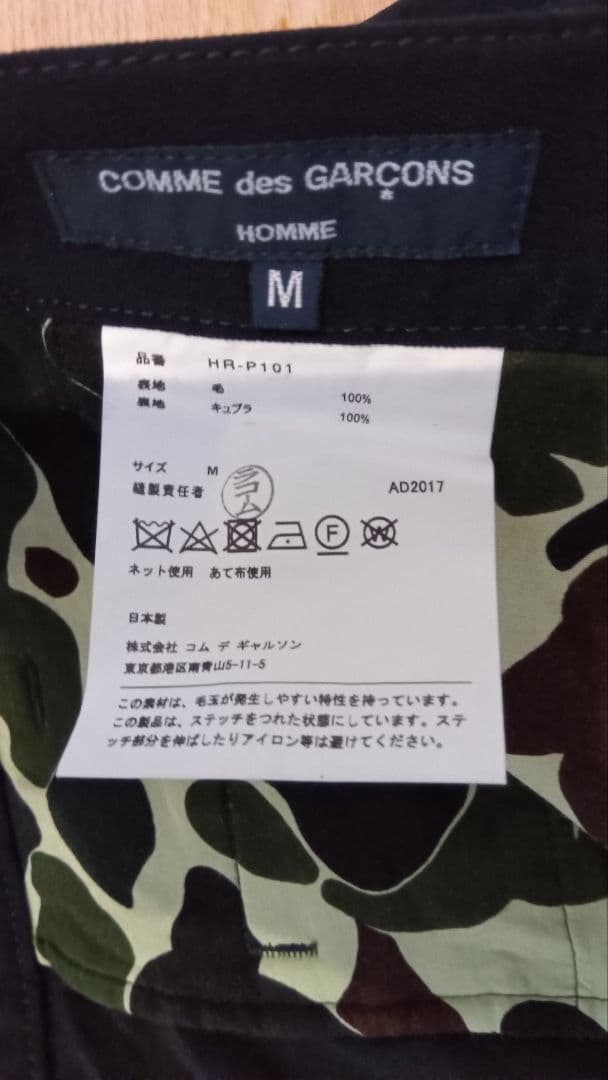 COMME des GARÇONS
*
HOMME
M
品番 HR-P101
表地 毛 100%
裏地 キュプラ 100%
サイズ M
縫製責任者 ラコーム AD2017
F W
ネット使用 あて布使用
日本製
株式会社 コム デ ギャルソン
東京都港区南青山5-11-5
この素材は、毛玉が発生しやすい特性を持っています。
この製品は、ステッチをつれた状態にしています。ステ
ッチ部分を伸ばしたりアイロン等は避けてください。